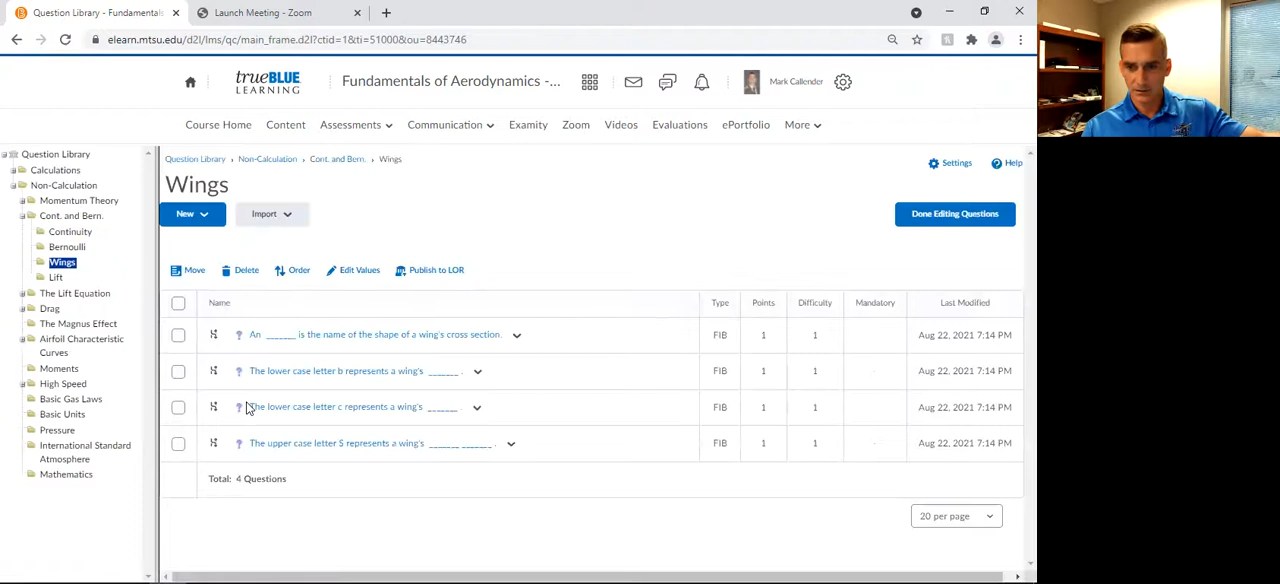 Question Library - Fundamentals
Launch Meeting - Zoom
elearn.mtsu.edu/d2l/lms/qc/main_frame.d2l?ctid=1&ti=51000&ou=8443746
trueBLUE LEARNING
Fundamentals of Aerodynamics -...
Mark Callender
Course Home Content Assessments Communication Examity Zoom Videos Evaluations ePortfolio More
Question Library
Calculations
Non-Calculation
Momentum Theory
Cont. and Bern.
Continuity
Bernoulli
Wings
Lift
The Lift Equation
Drag
The Magnus Effect
Airfoil Characteristic
Curves
Moments
High Speed
Basic Gas Laws
Basic Units
Pressure
International Standard
Atmosphere
Mathematics
Question Library › Non-Calculation › Cont. and Bern. › Wings
Settings Help
Wings
New Import Done Editing Questions
Move Delete Order Edit Values Publish to LOR
Name Type Points Difficulty Mandatory Last Modified
An _______ is the name of the shape of a wing's cross section. FIB 1 1 Aug 22, 2021 7:14 PM
The lower case letter b represents a wing's _______ . FIB 1 1 Aug 22, 2021 7:14 PM
The lower case letter c represents a wing's _______ . FIB 1 1 Aug 22, 2021 7:14 PM
The upper case letter S represents a wing's _______ _______ . FIB 1 1 Aug 22, 2021 7:14 PM
Total: 4 Questions
20 per page